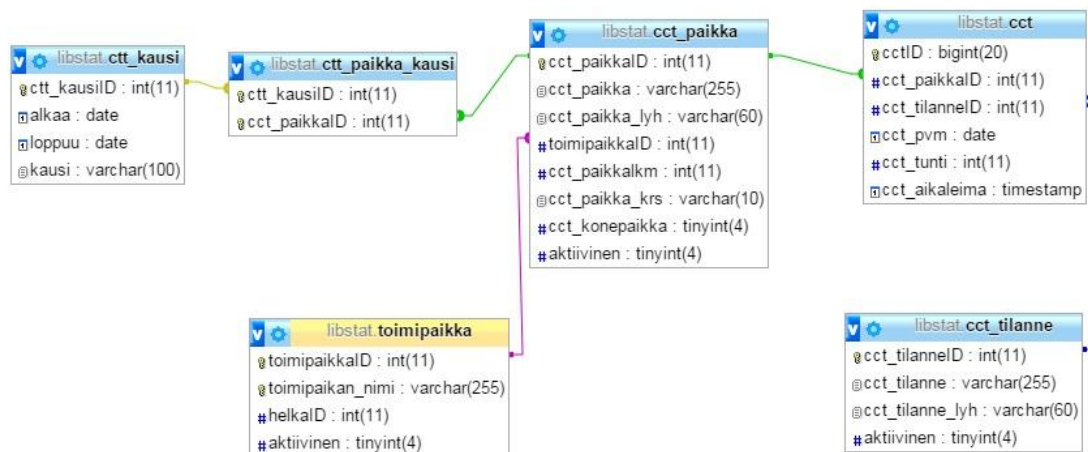 libstat.ctt_kausi
ctt_kausiID : int(11)
alkaa : date
loppuu : date
kausi : varchar(100)
libstat.ctt_paikka_kausi
ctt_kausiID : int(11)
cct_paikkaID : int(11)
libstat.cct_paikka
cct_paikkaID : int(11)
cct_paikka : varchar(255)
cct_paikka_lyh : varchar(60)
toimipaikkaID : int(11)
cct_paikkalkm : int(11)
cct_paikka_krs : varchar(10)
cct_konepaikka : tinyint(4)
aktiivinen : tinyint(4)
libstat.cct
cctID : bigint(20)
cct_paikkaID : int(11)
cct_tilanneID : int(11)
cct_pvm : date
cct_tunti : int(11)
cct_aikaleima : timestamp
libstat.toimipaikka
toimipaikkaID : int(11)
toimipaikan_nimi : varchar(255)
helkaID : int(11)
aktiivinen : tinyint(4)
libstat.cct_tilanne
cct_tilanneID : int(11)
cct_tilanne : varchar(255)
cct_tilanne_lyh : varchar(60)
aktiivinen : tinyint(4)